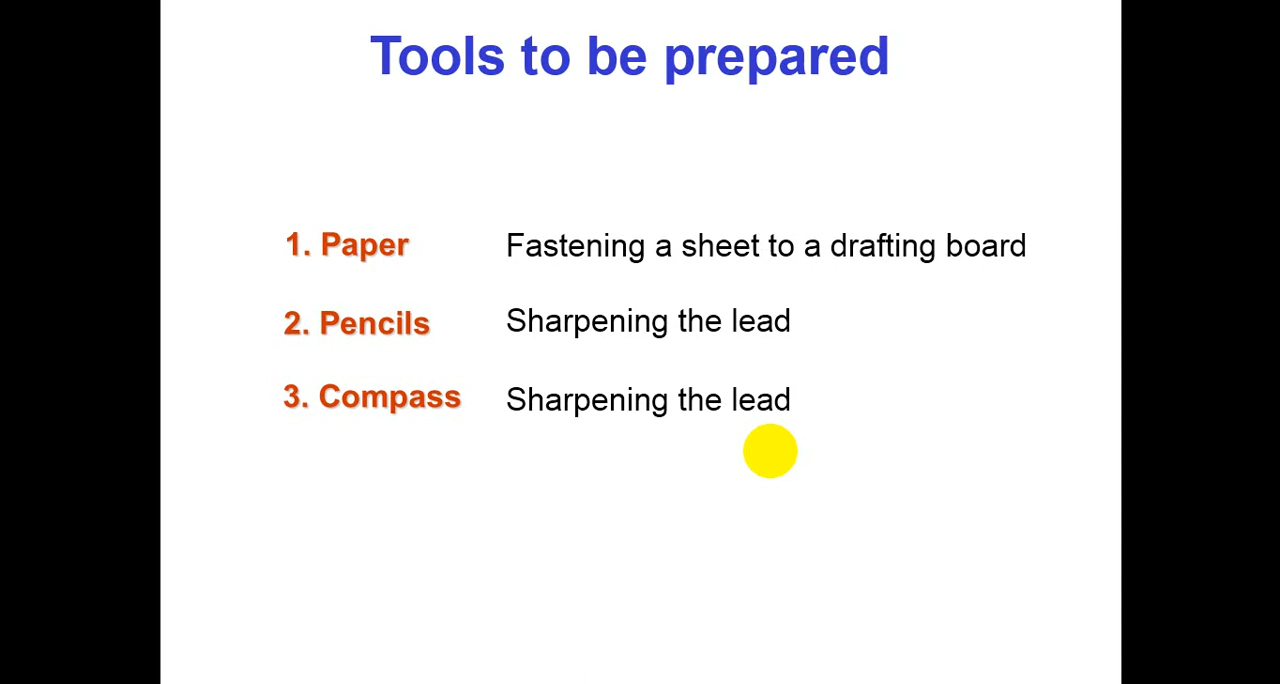 Tools to be prepared
1. Paper Fastening a sheet to a drafting board
2. Pencils Sharpening the lead
3. Compass Sharpening the lead